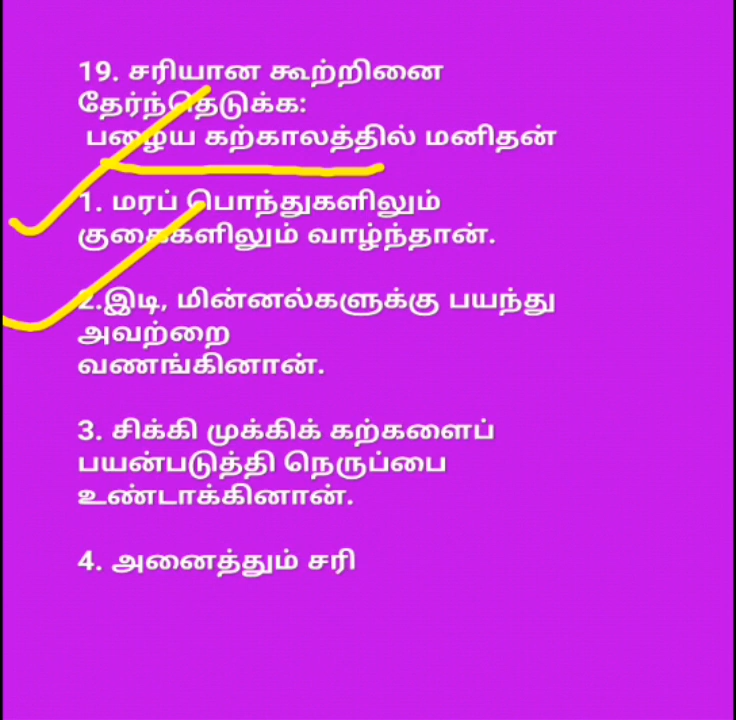 19. சரியான கூற்றினை
தேர்ந்தெடுக்க:
பழைய கற்காலத்தில் மனிதன்
1. மரப் பொந்துகளிலும்
குகைகளிலும் வாழ்ந்தான்.
2.இடி, மின்னல்களுக்கு பயந்து
அவற்றை
வணங்கினான்.
3. சிக்கி முக்கிக் கற்களைப்
பயன்படுத்தி நெருப்பை
உண்டாக்கினான்.
4. அனைத்தும் சரி